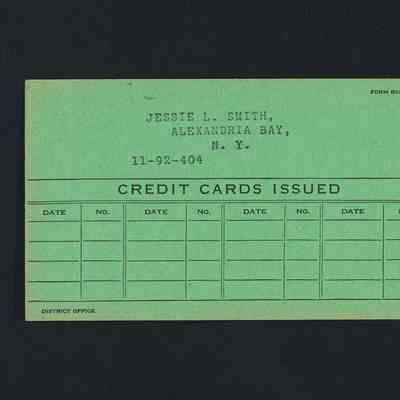 FORM
JESSIE L. SMITH,
ALEXANDRIA BAY,
N. Y.
11-92-404
CREDIT CARDS ISSUED
DATE NO. DATE NO. DATE NO. DATE
DISTRICT OFFICE